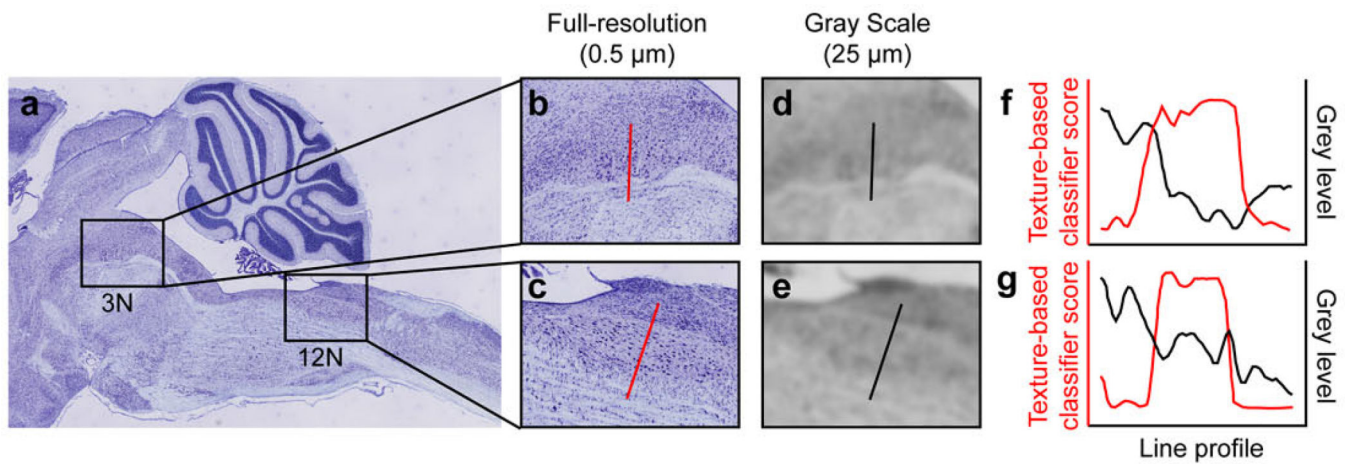 Full-resolution
(0.5 µm)
Gray Scale
(25 µm)
a
3N
12N
b
c
d
e
f
Texture-based
classifier score
Grey level
g
Texture-based
classifier score
Grey level
Line profile